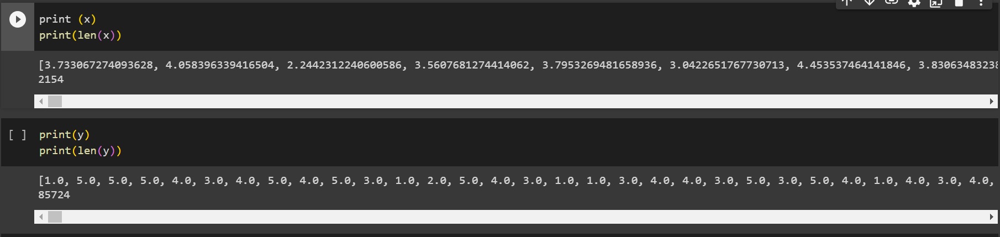 print (x)
print(len(x))
[3.733067274093628, 4.058396339416504, 2.2442312240600586, 3.5607681274414062, 3.7953269481658936, 3.0422651767730713, 4.453537464141846, 3.83063483238
2154
[ ] print(y)
print(len(y))
[1.0, 5.0, 5.0, 5.0, 4.0, 3.0, 4.0, 5.0, 4.0, 5.0, 3.0, 1.0, 2.0, 5.0, 4.0, 3.0, 1.0, 1.0, 3.0, 4.0, 4.0, 3.0, 5.0, 3.0, 5.0, 4.0, 1.0, 4.0, 3.0, 4.0,
85724